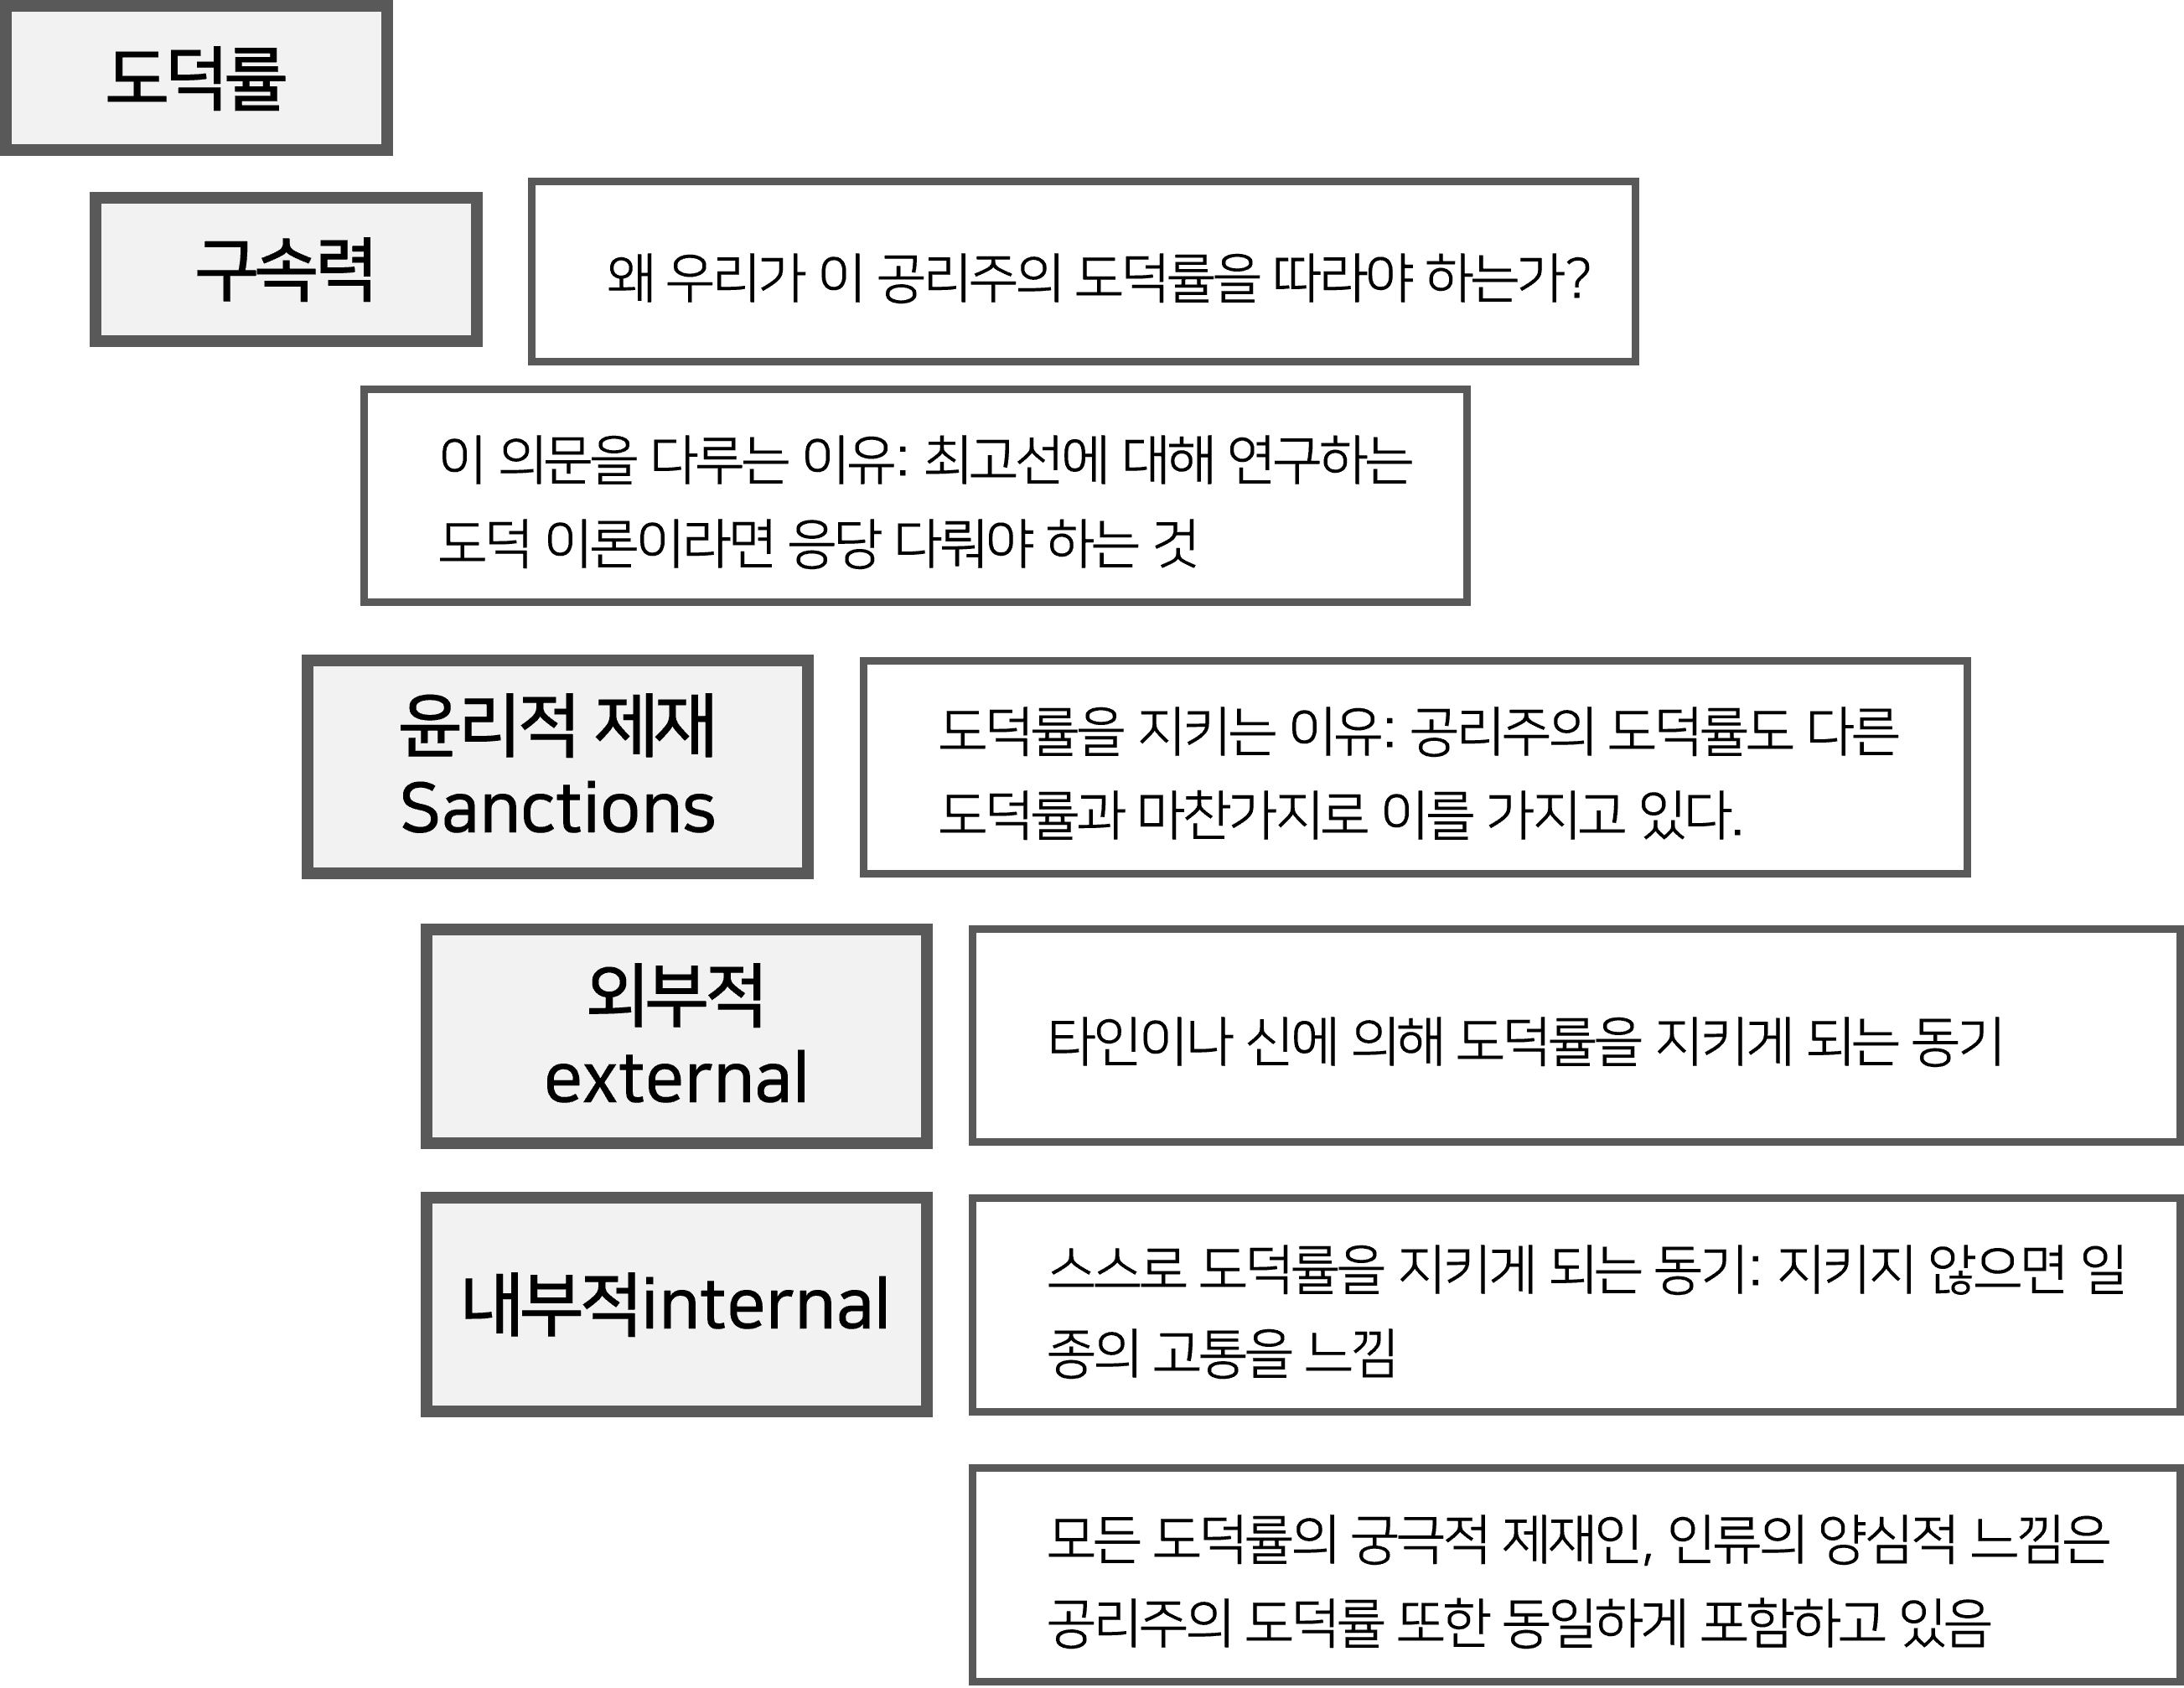 도덕률
구속력
왜 우리가 이 공리주의 도덕률을 따라야 하는가?
이 의문을 다루는 이유: 최고선에 대해 연구하는
도덕 이론이라면 응당 다뤄야 하는 것
윤리적 제재
Sanctions
도덕률을 지키는 이유: 공리주의 도덕률도 다른
도덕률과 마찬가지로 이를 가지고 있다.
외부적
external
타인이나 신에 의해 도덕률을 지키게 되는 동기
내부적internal
스스로 도덕률을 지키게 되는 동기: 지키지 않으면 일
종의 고통을 느낌
모든 도덕률의 궁극적 제재인, 인류의 양심적 느낌은
공리주의 도덕률 또한 동일하게 포함하고 있음